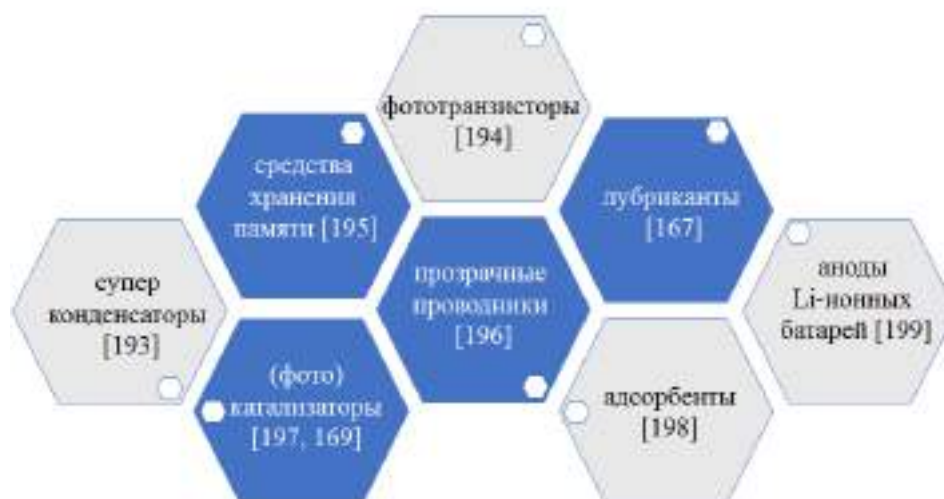 фототранзисторы
[194]
средства
хранения
памяти [195]
лубриканты
[167]
супер
конденсаторы
[193]
прозрачные
проводники
[196]
аноды
Li-ионных
батарей [199]
(фото)
катализаторы
[197, 169]
адсорбенты
[198]